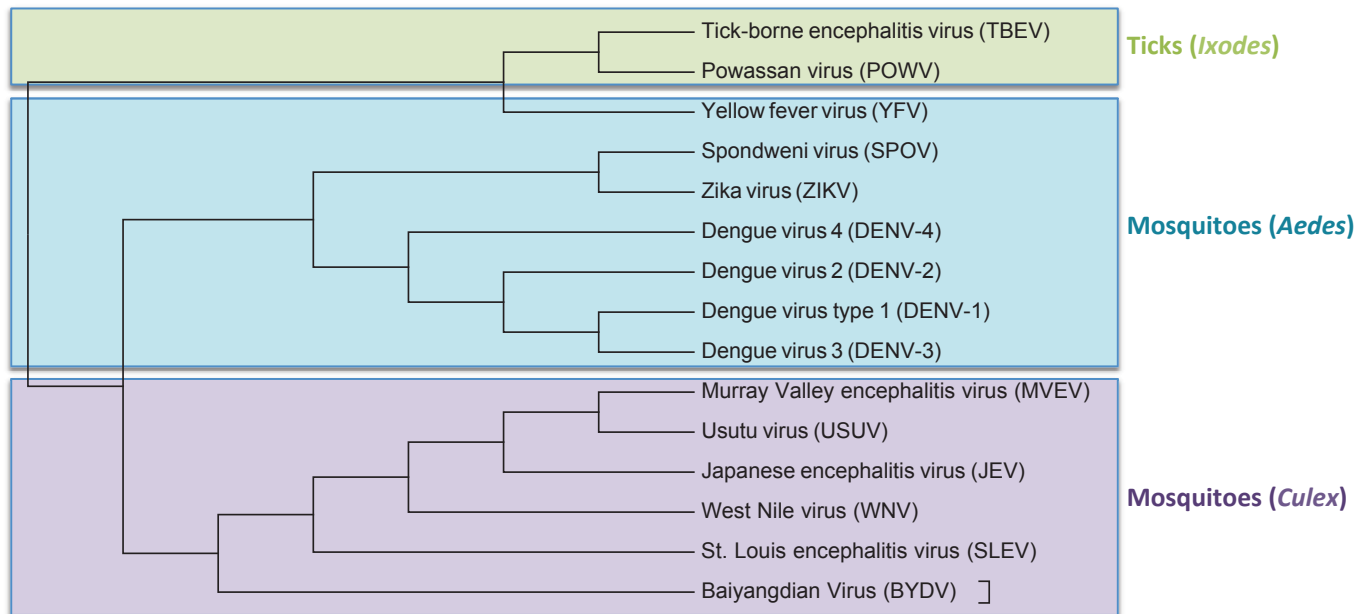 Tick-borne encephalitis virus (TBEV)
Powassan virus (POWV)
Ticks (Ixodes)
Yellow fever virus (YFV)
Spondweni virus (SPOV)
Zika virus (ZIKV)
Dengue virus 4 (DENV-4)
Dengue virus 2 (DENV-2)
Dengue virus type 1 (DENV-1)
Dengue virus 3 (DENV-3)
Mosquitoes (Aedes)
Murray Valley encephalitis virus (MVEV)
Usutu virus (USUV)
Japanese encephalitis virus (JEV)
West Nile virus (WNV)
St. Louis encephalitis virus (SLEV)
Baiyangdian Virus (BYDV)
Mosquitoes (Culex)